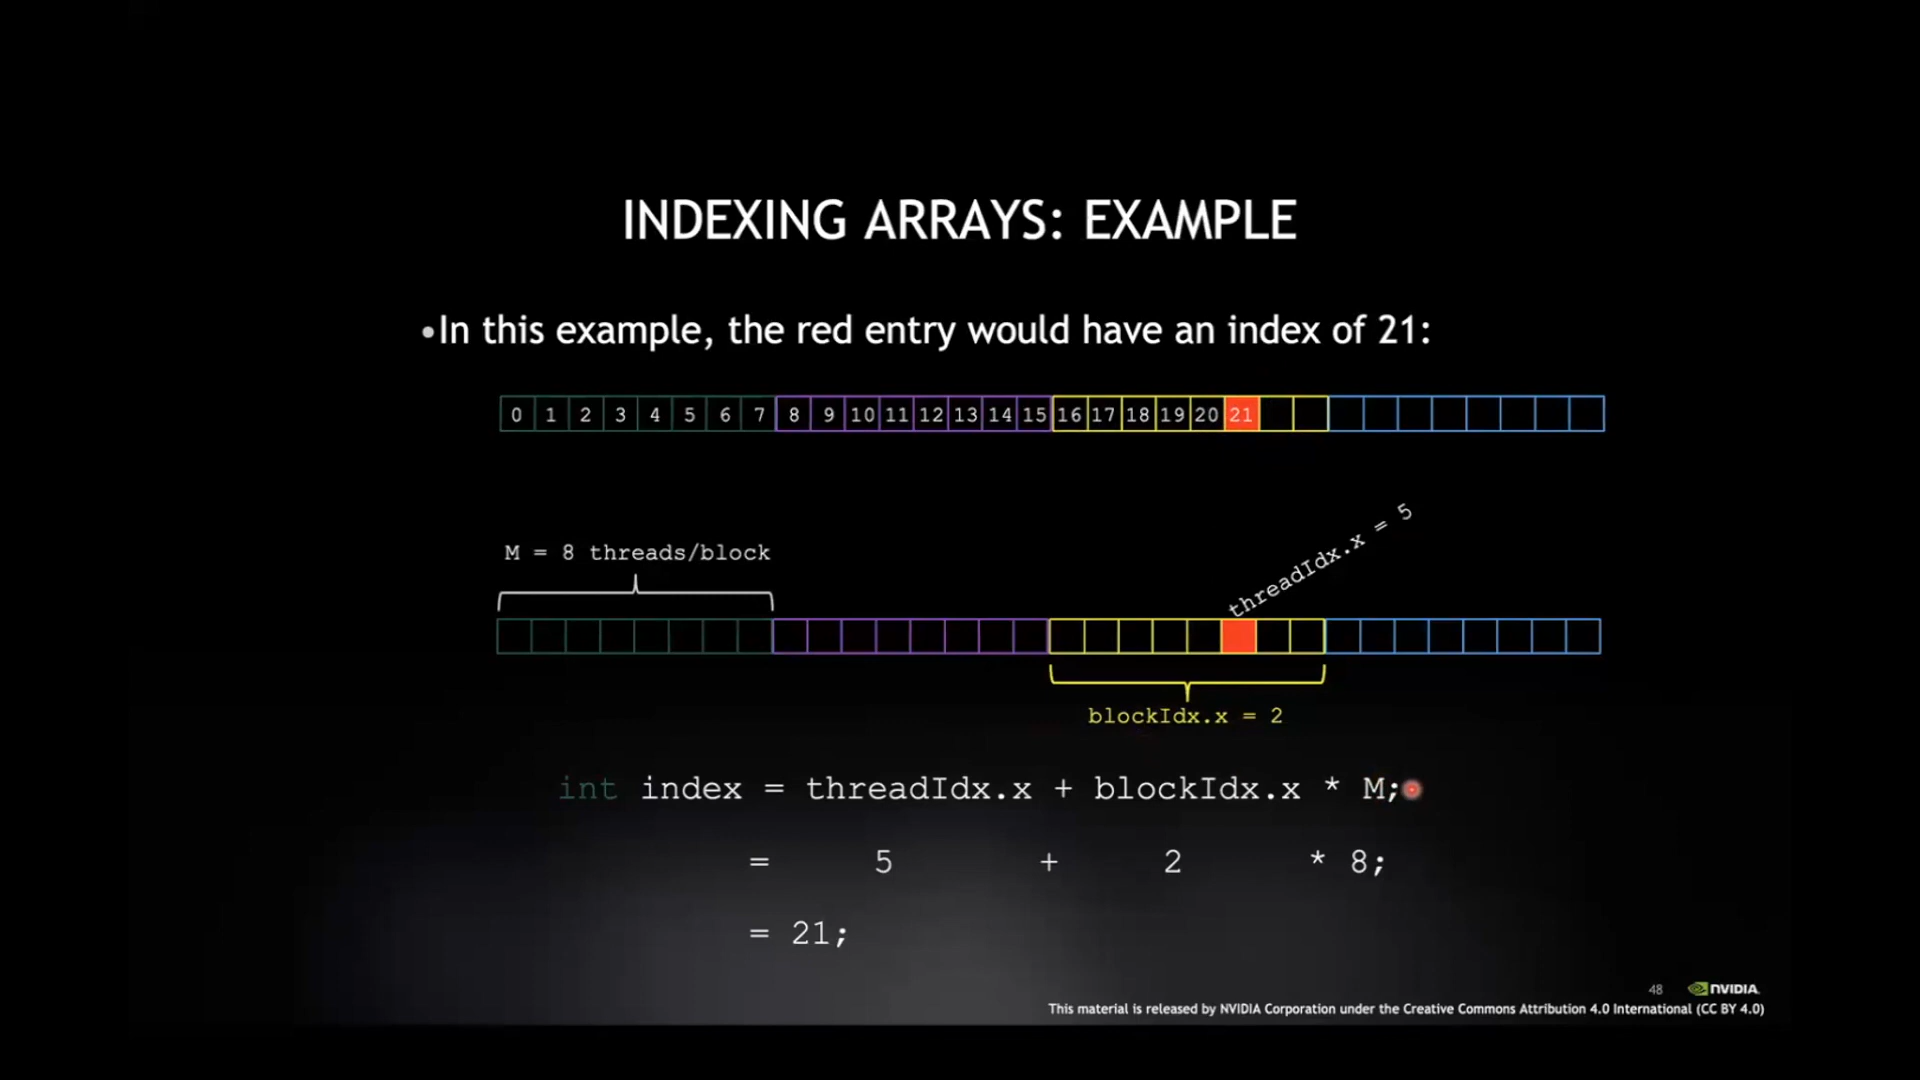 INDEXING ARRAYS: EXAMPLE
•In this example, the red entry would have an index of 21:
0 1 2 3 4 5 6 7 8 9 10 11 12 13 14 15 16 17 18 19 20 21
threadIdx.x = 5
M = 8 threads/block
blockIdx.x = 2
int index = threadIdx.x + blockIdx.x * M;
= 5 + 2 * 8;
= 21;
48 NVIDIA.
This material is released by NVIDIA Corporation under the Creative Commons Attribution 4.0 International (CC BY 4.0)